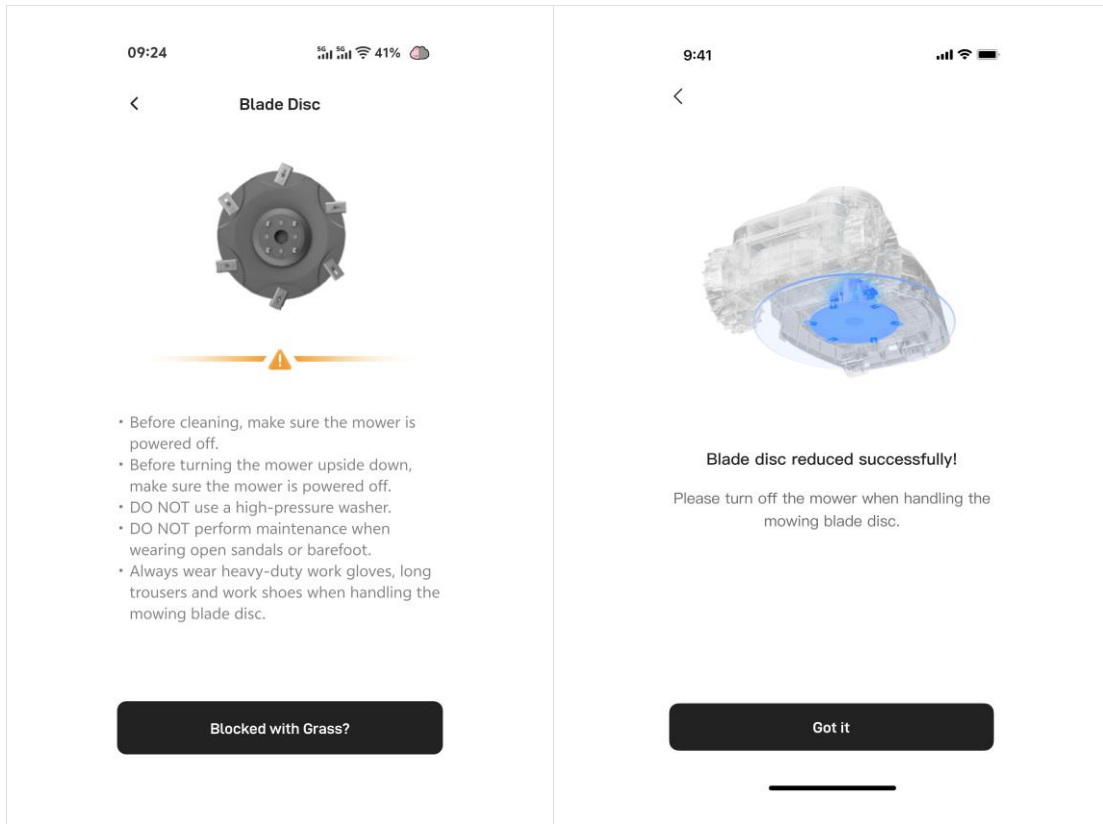 09:24
5G 5G 41%
Blade Disc
• Before cleaning, make sure the mower is
powered off.
• Before turning the mower upside down,
make sure the mower is powered off.
• DO NOT use a high-pressure washer.
• DO NOT perform maintenance when
wearing open sandals or barefoot.
• Always wear heavy-duty work gloves, long
trousers and work shoes when handling the
mowing blade disc.
Blocked with Grass?
9:41
Blade disc reduced successfully!
Please turn off the mower when handling the
mowing blade disc.
Got it